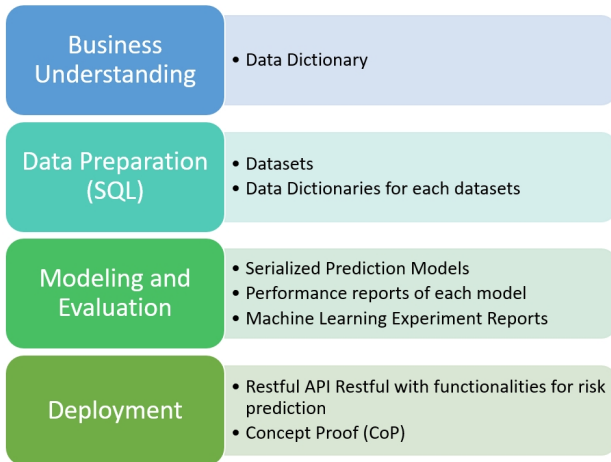 Business
Understanding
• Data Dictionary
Data Preparation
(SQL)
• Datasets
• Data Dictionaries for each datasets
Modeling and
Evaluation
• Serialized Prediction Models
• Performance reports of each model
• Machine Learning Experiment Reports
Deployment
• Restful API Restful with functionalities for risk
prediction
• Concept Proof (CoP)